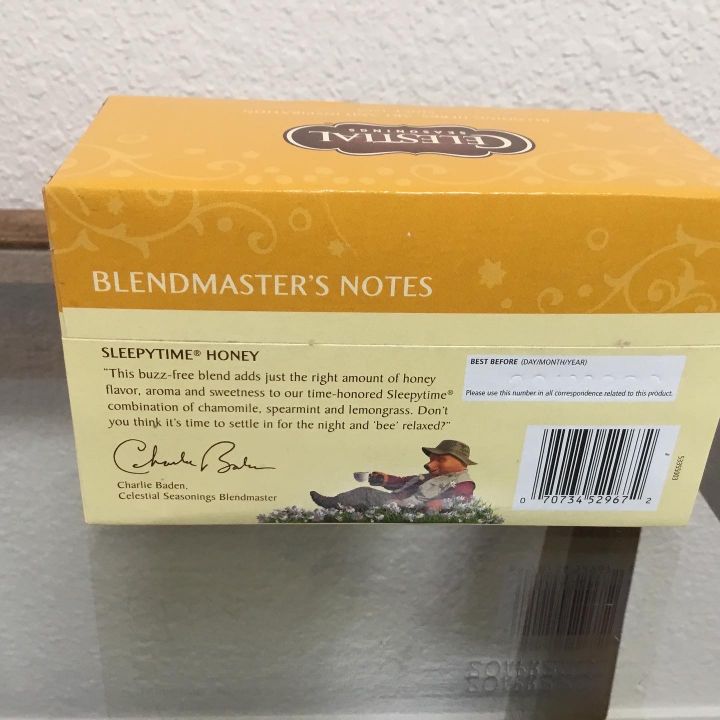 CELESTIAL
SEASONINGS
BLENDMASTER'S NOTES
SLEEPYTIME® HONEY
"This buzz-free blend adds just the right amount of honey
flavor, aroma and sweetness to our time-honored Sleepytime®
combination of chamomile, spearmint and lemongrass. Don't
you think it's time to settle in for the night and 'bee' relaxed?"
Charlie Baden
Charlie Baden,
Celestial Seasonings Blendmaster
BEST BEFORE (DAY/MONTH/YEAR)
Please use this number in all correspondence related to this product.
0 70734 52967 2